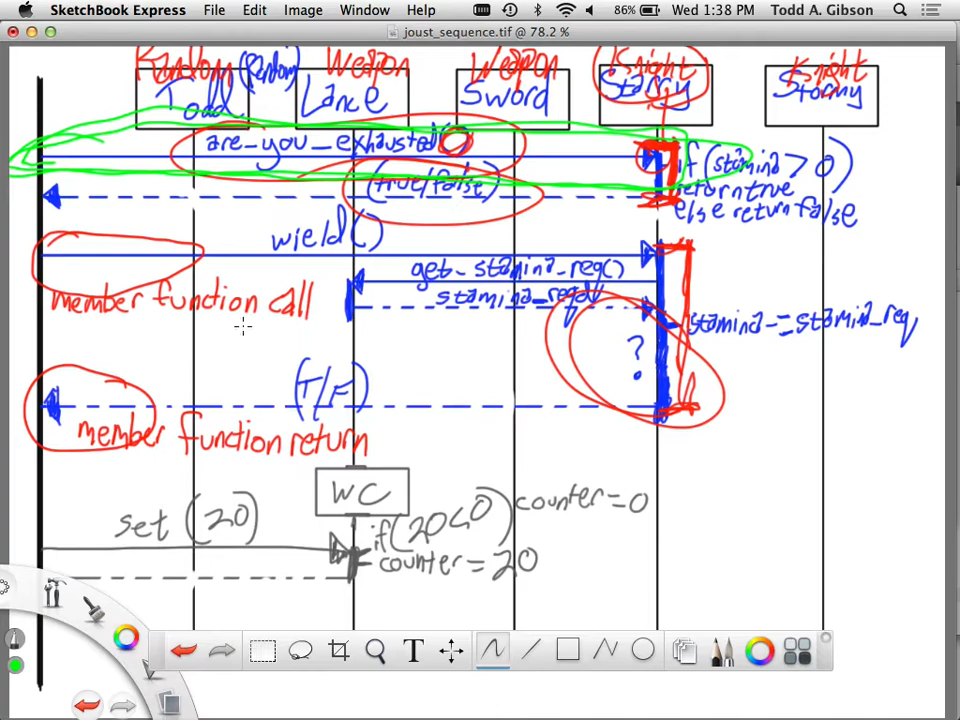 SketchBook Express File Edit Image Window Help 86% Wed 1:38 PM Todd A. Gibson
joust_sequence.tif @ 78.2 %
Random (Random) Weapon Weapon Knight Knight
Todd Lance Sword Starry Stormy
are_you_exhausted()
if (stamina > 0)
(true/false)
return true
else return false
wield()
get_stamina_req()
stamina_req
member function call
stamina -= stamina_req
?
(T/F)
member function return
WC
set (20)
if(20<0) counter=0
counter=20
T